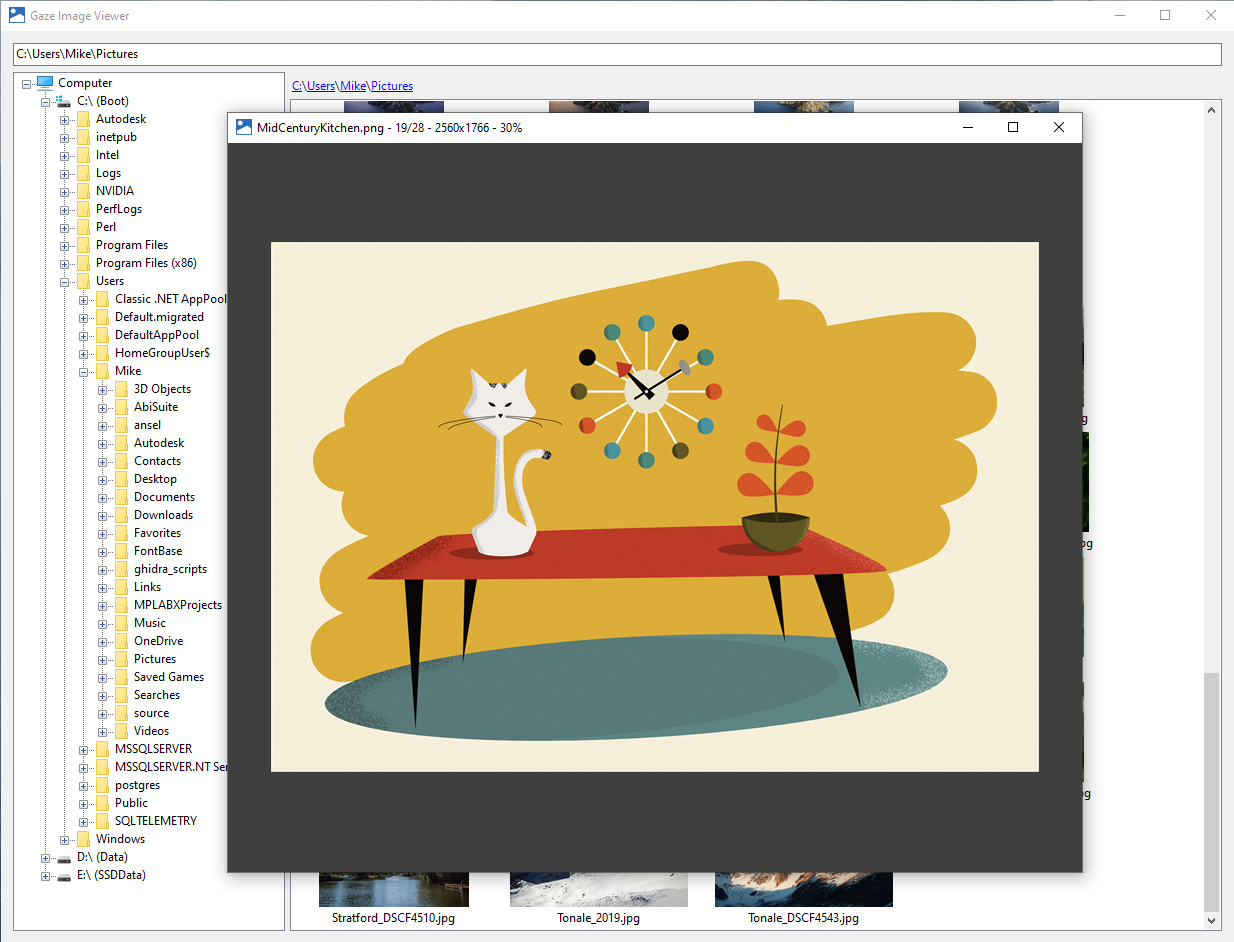 Gaze Image Viewer
C:\Users\Mike\Pictures
Computer
C:\ (Boot)
Autodesk
inetpub
Intel
Logs
NVIDIA
PerfLogs
Perl
Program Files
Program Files (x86)
Users
Classic .NET AppPool
Default.migrated
DefaultAppPool
HomeGroupUser$
Mike
3D Objects
AbiSuite
ansel
Autodesk
Contacts
Desktop
Documents
Downloads
Favorites
FontBase
ghidra_scripts
Links
MPLABXProjects
Music
OneDrive
Pictures
Saved Games
Searches
source
Videos
MSSQLSERVER
MSSQLSERVER.NT Ser
postgres
Public
SQLTELEMETRY
Windows
D:\ (Data)
E:\ (SSDData)
C:\Users\Mike\Pictures
MidCenturyKitchen.png - 19/28 - 2560x1766 - 30%
Stratford_DSCF4510.jpg
Tonale_2019.jpg
Tonale_DSCF4543.jpg